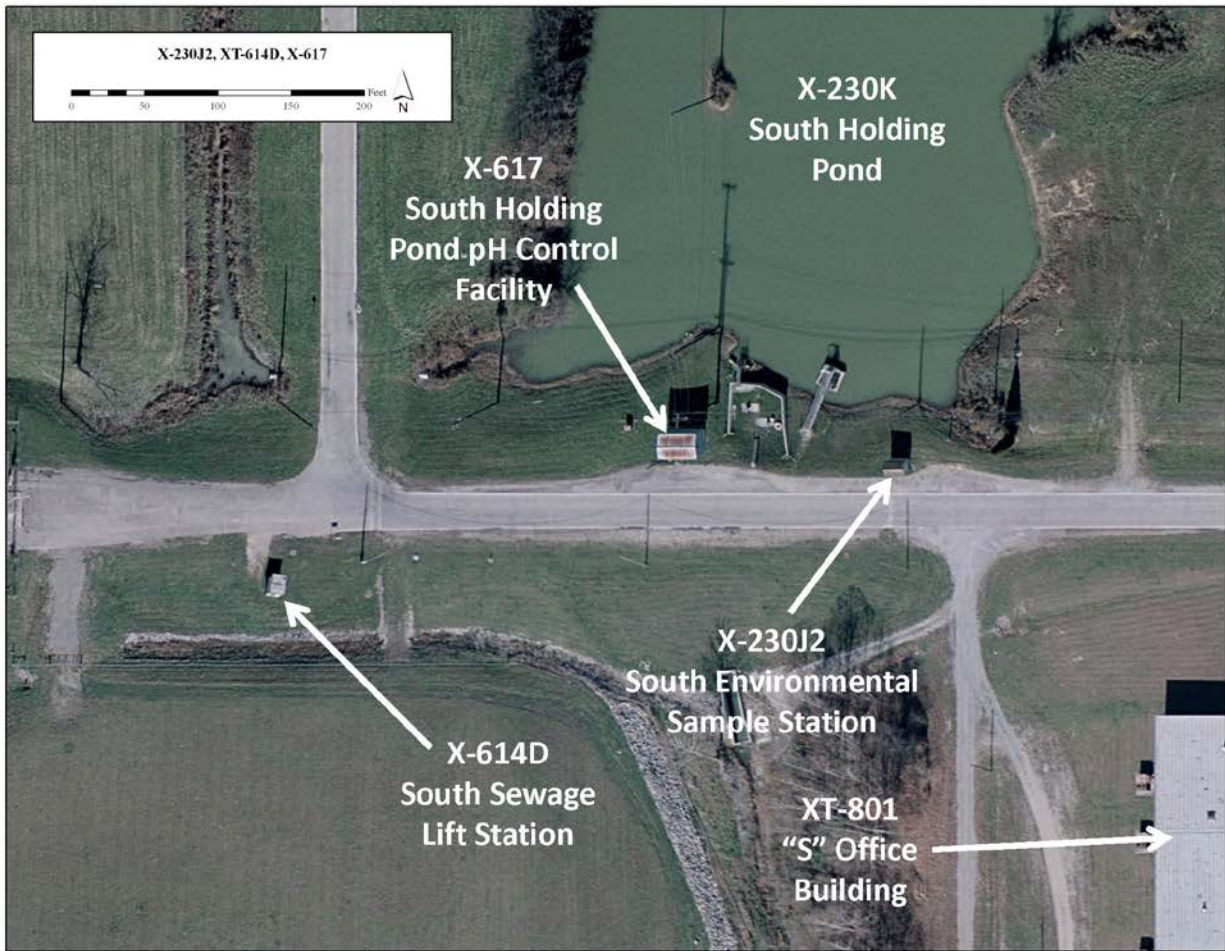 X-230J2, XT-614D, X-617
Feet
0 50 100 150 200
N
X-230K
South Holding
Pond
X-617
South Holding
Pond pH Control
Facility
X-230J2
South Environmental
Sample Station
X-614D
South Sewage
Lift Station
XT-801
“S” Office
Building